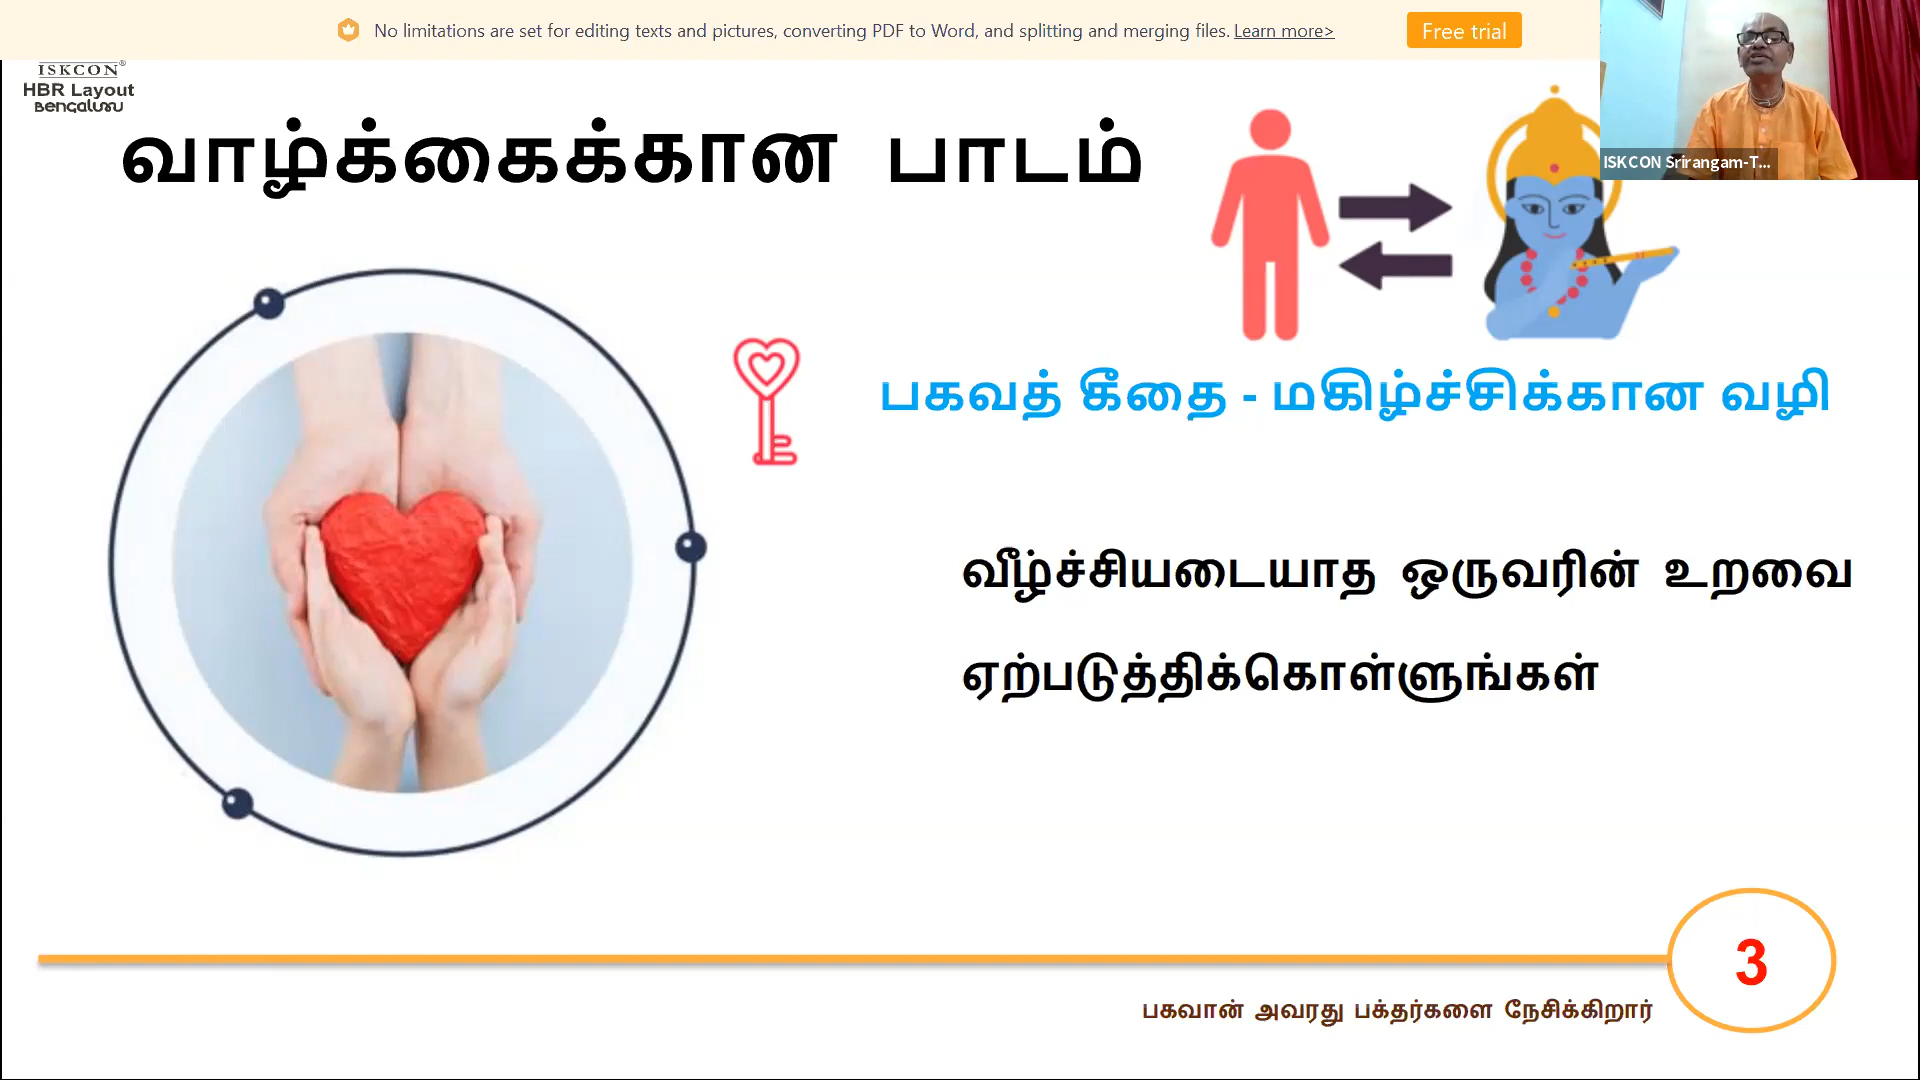 No limitations are set for editing texts and pictures, converting PDF to Word, and splitting and merging files. Learn more>
Free trial
ISKCON®
HBR Layout
Bengaluru
வாழ்க்கைக்கான பாடம்
ISKCON Srirangam-T...
பகவத் கீதை - மகிழ்ச்சிக்கான வழி
வீழ்ச்சியடையாத ஒருவரின் உறவை
ஏற்படுத்திக்கொள்ளுங்கள்
3
பகவான் அவரது பக்தர்களை நேசிக்கிறார்